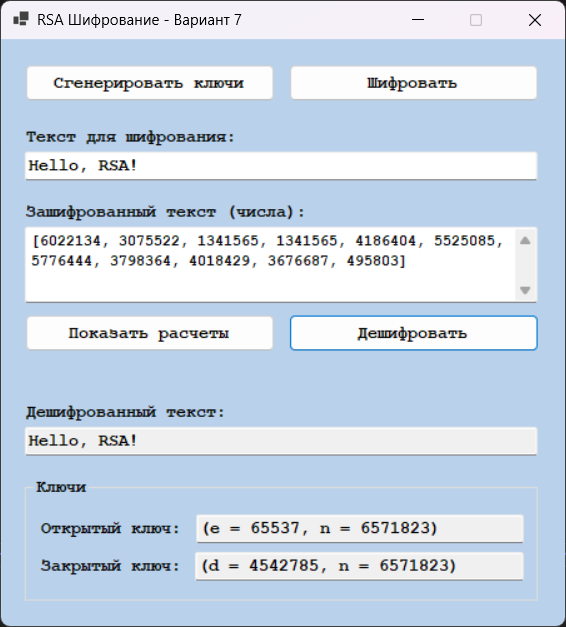 RSA Шифрование - Вариант 7
Сгенерировать ключи
Шифровать
Текст для шифрования:
Hello, RSA!
Зашифрованный текст (числа):
[6022134, 3075522, 1341565, 1341565, 4186404, 5525085,
5776444, 3798364, 4018429, 3676687, 495803]
Показать расчеты
Дешифровать
Дешифрованный текст:
Hello, RSA!
Ключи
Открытый ключ: (e = 65537, n = 6571823)
Закрытый ключ: (d = 4542785, n = 6571823)